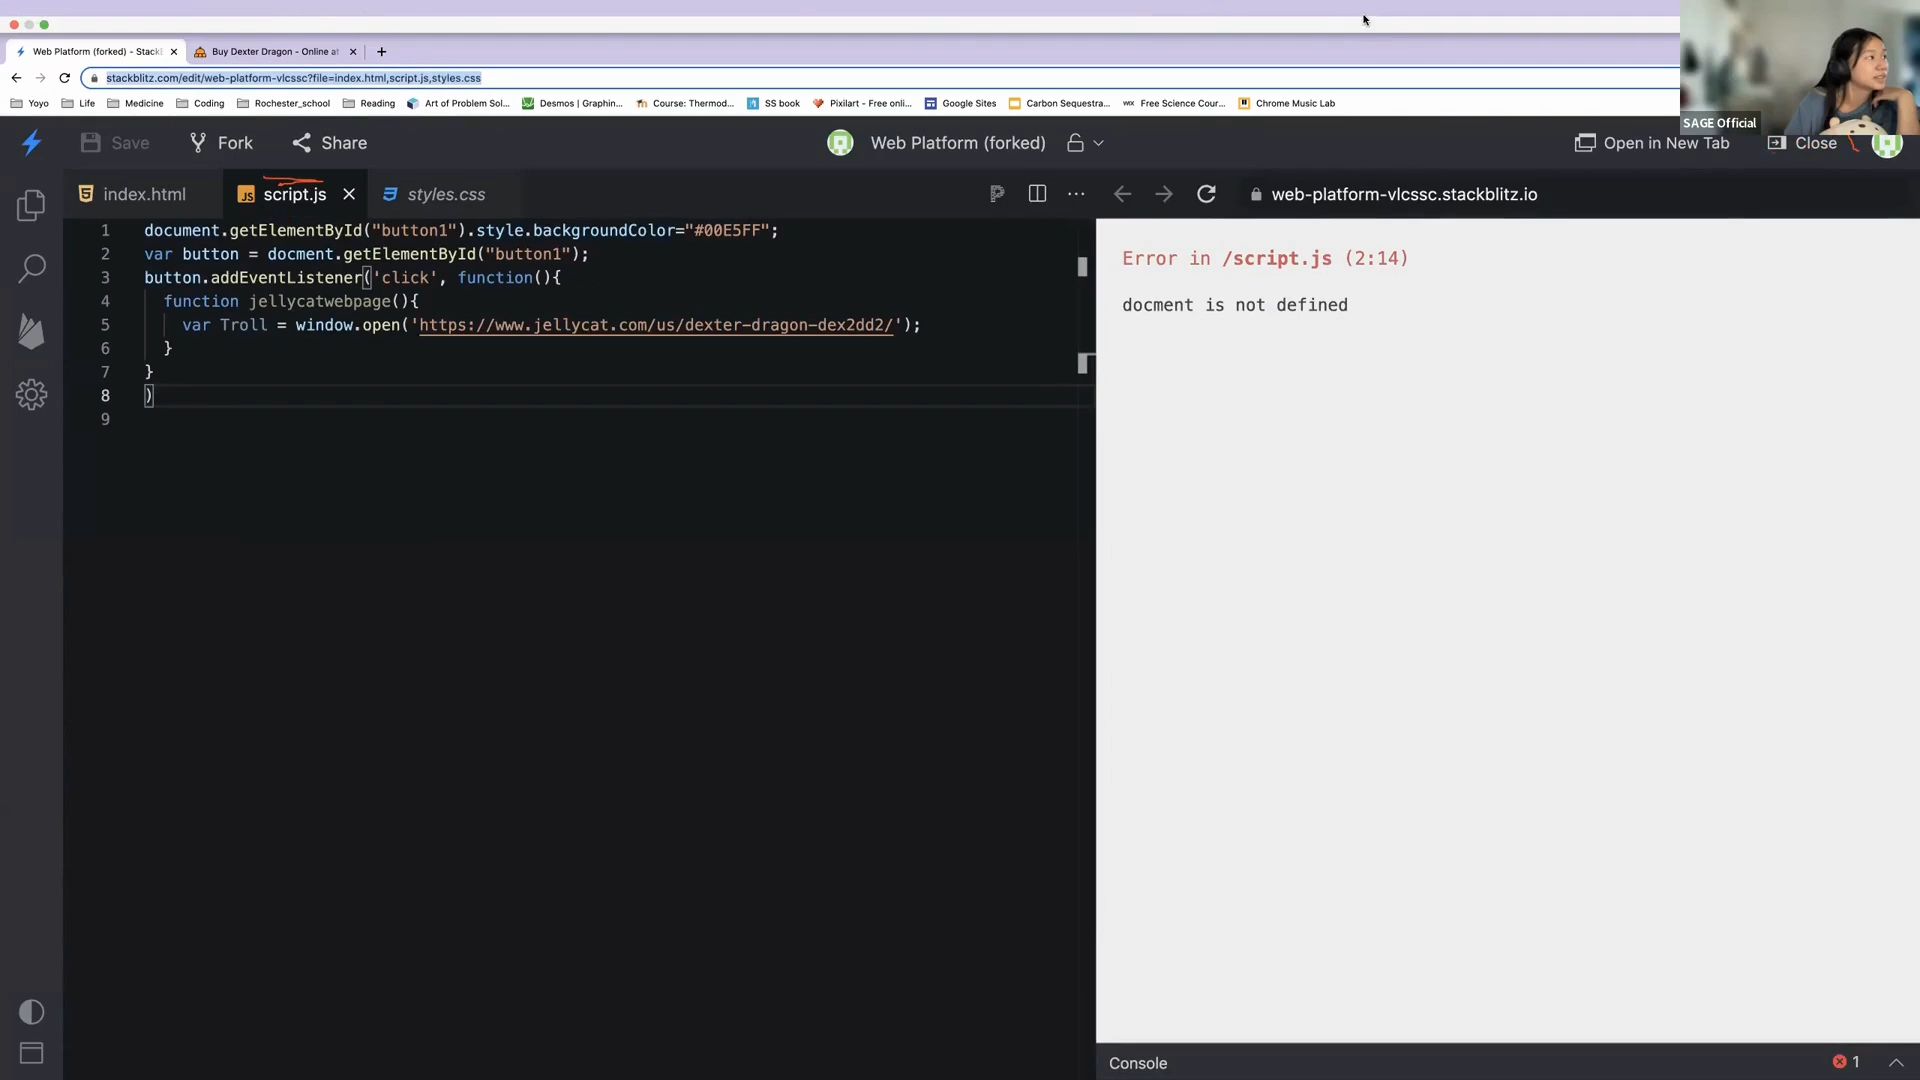 Web Platform (forked) - StackB
Buy Dexter Dragon - Online at
stackblitz.com/edit/web-platform-vlcssc?file=index.html,script.js,styles.css
Yoyo
Life
Medicine
Coding
Rochester_school
Reading
Art of Problem Sol...
Desmos | Graphin...
Course: Thermod...
SS book
Pixilart - Free onli...
Google Sites
Carbon Sequestra...
WIX Free Science Cour...
Chrome Music Lab
SAGE Official
Save
Fork
Share
Web Platform (forked)
Open in New Tab
Close
index.html
JS script.js
styles.css
web-platform-vlcssc.stackblitz.io
1 document.getElementById("button1").style.backgroundColor="#00E5FF";
2 var button = docment.getElementById("button1");
3 button.addEventListener('click', function(){
4 function jellycatwebpage(){
5 var Troll = window.open('https://www.jellycat.com/us/dexter-dragon-dex2dd2/');
6 }
7 }
8 )
9
Error in /script.js (2:14)
docment is not defined
Console
1